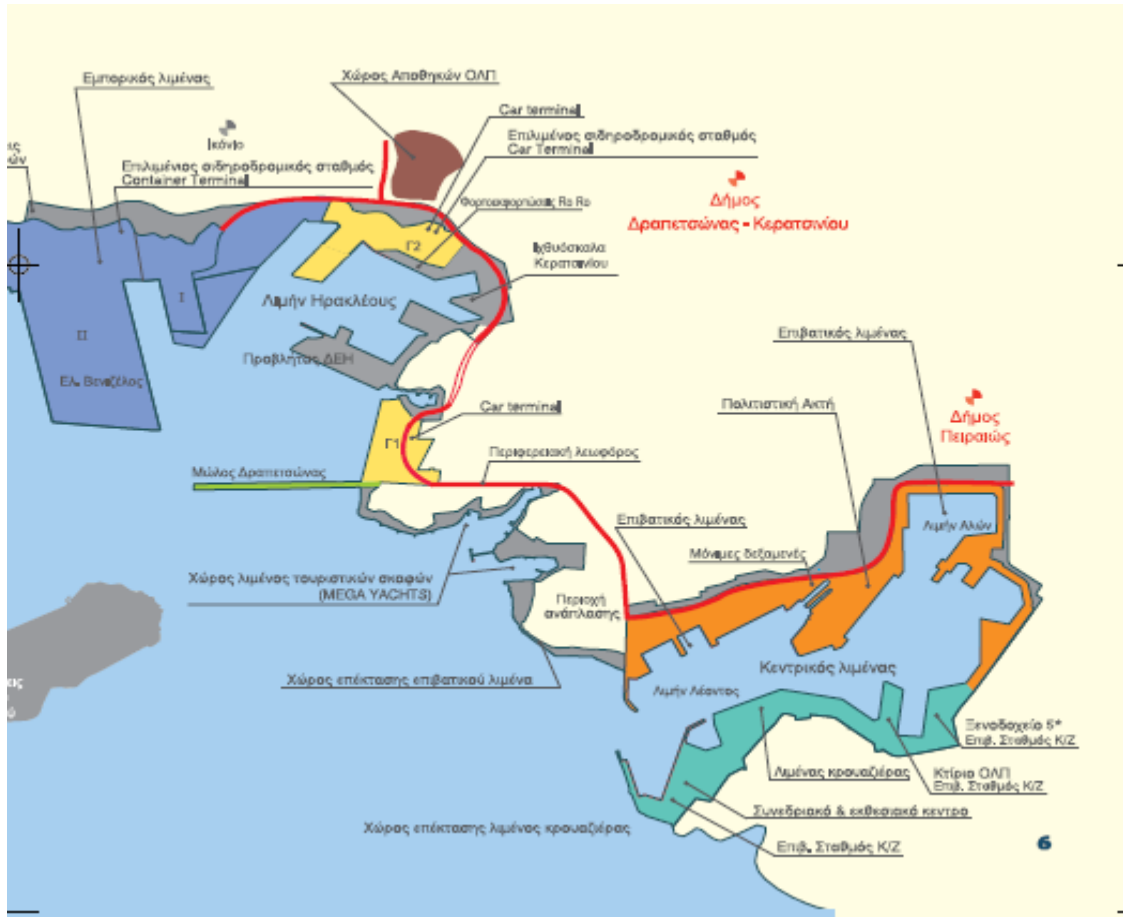 Χώρος Αποθηκών ΟΛΠ
Εμπορικός λιμένας
Car terminal
Επιλιμένιος σιδηροδρομικός σταθμός
Car Terminal
Ικόνιο
Επιλιμένιος σιδηροδρομικός σταθμός
Container Terminal
Δήμος
Δραπετσώνας - Κερατσινίου
Φορτοεκφορτώσεις Ro Ro
Γ2
Ιχθυόσκαλα
Κερατσινίου
I
Λιμήν Ηρακλέους
II
Προβλήτας ΔΕΗ
Ελ. Βενιζέλος
Επιβατικός λιμένας
Πολιτιστική Ακτή
Δήμος
Πειραιώς
Car terminal
Γ1
Περιφερειακή λεωφόρος
Μώλος Δραπετσώνας
Επιβατικός λιμένας
Λιμήν Αλών
Μόνιμες δεξαμενές
Χώρος λιμένος τουριστικών σκαφών
(MEGA YACHTS)
Περιοχή
ανάπλασης
Κεντρικός λιμένας
Χώρος επέκτασης επιβατικού λιμένα
Λιμήν Λέοντος
Ξενοδοχείο 5*
Επιβ. Σταθμός Κ/Ζ
Λιμένας κρουαζιέρας
Κτίριο ΟΛΠ
Επιβ. Σταθμός Κ/Ζ
Συνεδριακό & εκθεσιακό κεντρο
Χώρος επέκτασης λιμένος κρουαζιέρας
Επιβ. Σταθμός Κ/Ζ
6